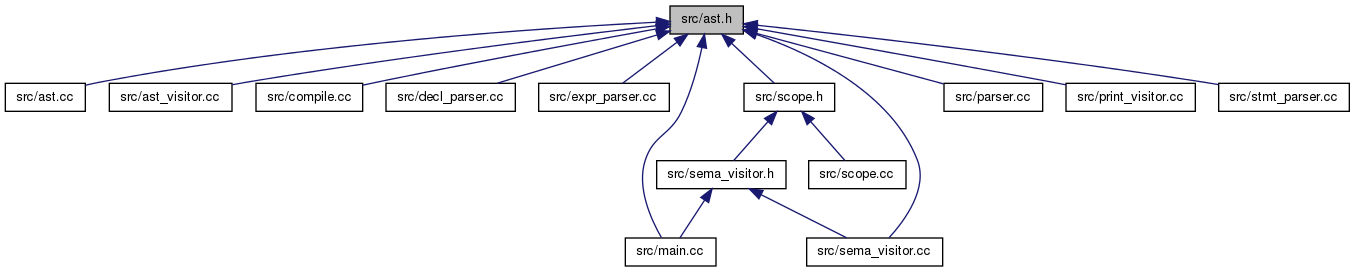 src/ast.h
src/ast.cc
src/ast_visitor.cc
src/compile.cc
src/decl_parser.cc
src/expr_parser.cc
src/scope.h
src/parser.cc
src/print_visitor.cc
src/stmt_parser.cc
src/sema_visitor.h
src/scope.cc
src/main.cc
src/sema_visitor.cc